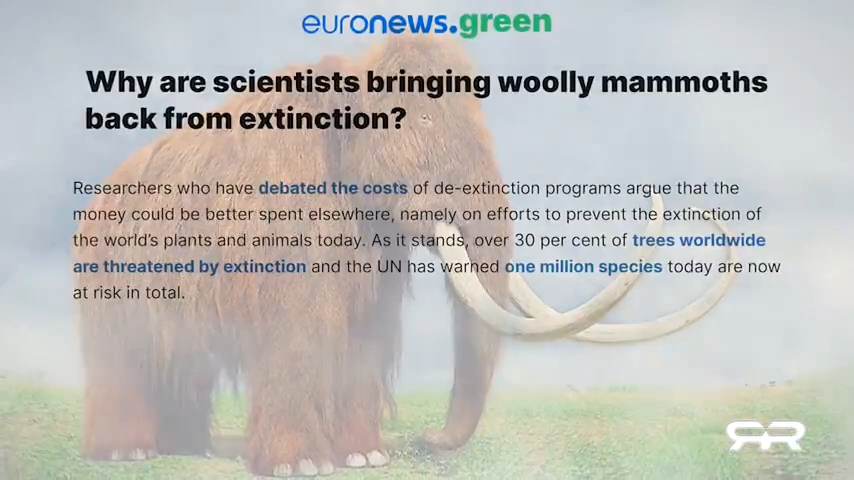 euronews.green
Why are scientists bringing woolly mammoths
back from extinction?
Researchers who have debated the costs of de-extinction programs argue that the
money could be better spent elsewhere, namely on efforts to prevent the extinction of
the world's plants and animals today. As it stands, over 30 per cent of trees worldwide
are threatened by extinction and the UN has warned one million species today are now
at risk in total.